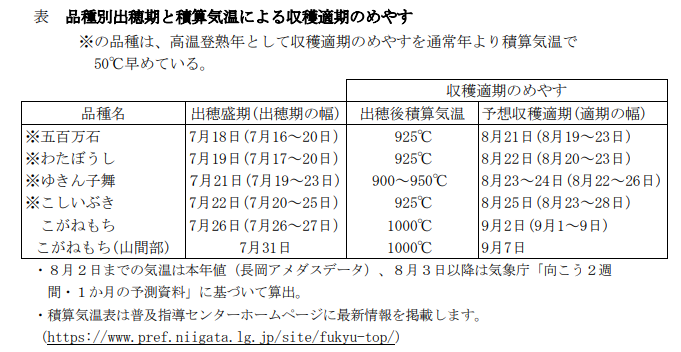 表　品種別出穂期と積算気温による収穫適期のめやす
※の品種は、高温登熟年として収穫適期のめやすを通常年より積算気温で
50℃早めている。
収穫適期のめやす
品種名 出穂盛期(出穂期の幅) 出穂後積算気温 予想収穫適期(適期の幅)
※五百万石 7月18日(7月16～20日) 925℃ 8月21日(8月19～23日)
※わたぼうし 7月19日(7月17～20日) 925℃ 8月22日(8月20～23日)
※ゆきん子舞 7月21日(7月19～23日) 900～950℃ 8月23～24日(8月22～26日)
※こしいぶき 7月22日(7月20～25日) 925℃ 8月25日(8月23～28日)
こがねもち 7月26日(7月26～27日) 1000℃ 9月2日(9月1～9日)
こがねもち(山間部) 7月31日 1000℃ 9月7日
・８月２日までの気温は本年値（長岡アメダスデータ）、８月３日以降は気象庁「向こう２週
間・１か月の予測資料」に基づいて算出。
・積算気温表は普及指導センターホームページに最新情報を掲載します。
(https://www.pref.niigata.lg.jp/site/fukyu-top/)